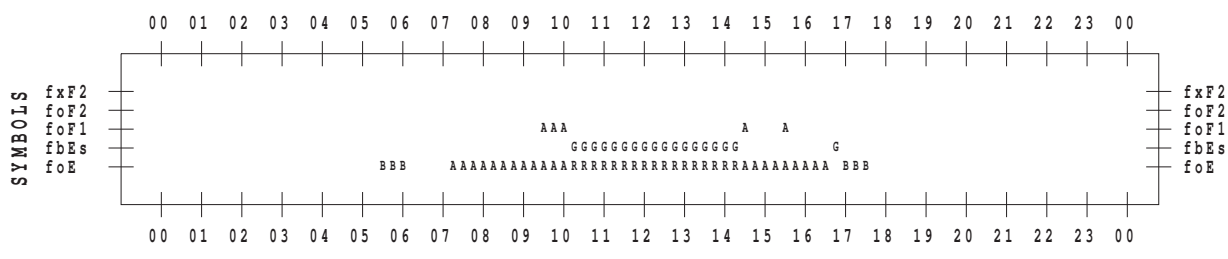 00 01 02 03 04 05 06 07 08 09 10 11 12 13 14 15 16 17 18 19 20 21 22 23 00
SYMBOLS
fxF2 fxF2
foF2 foF2
foF1 AAA A A foF1
fbEs GGGGGGGGGGGGGGGGG G fbEs
foE BBB AAAAAAAAAAAARRRRRRRRRRRRRRRRRAAAAAAAAA BBB foE
00 01 02 03 04 05 06 07 08 09 10 11 12 13 14 15 16 17 18 19 20 21 22 23 00